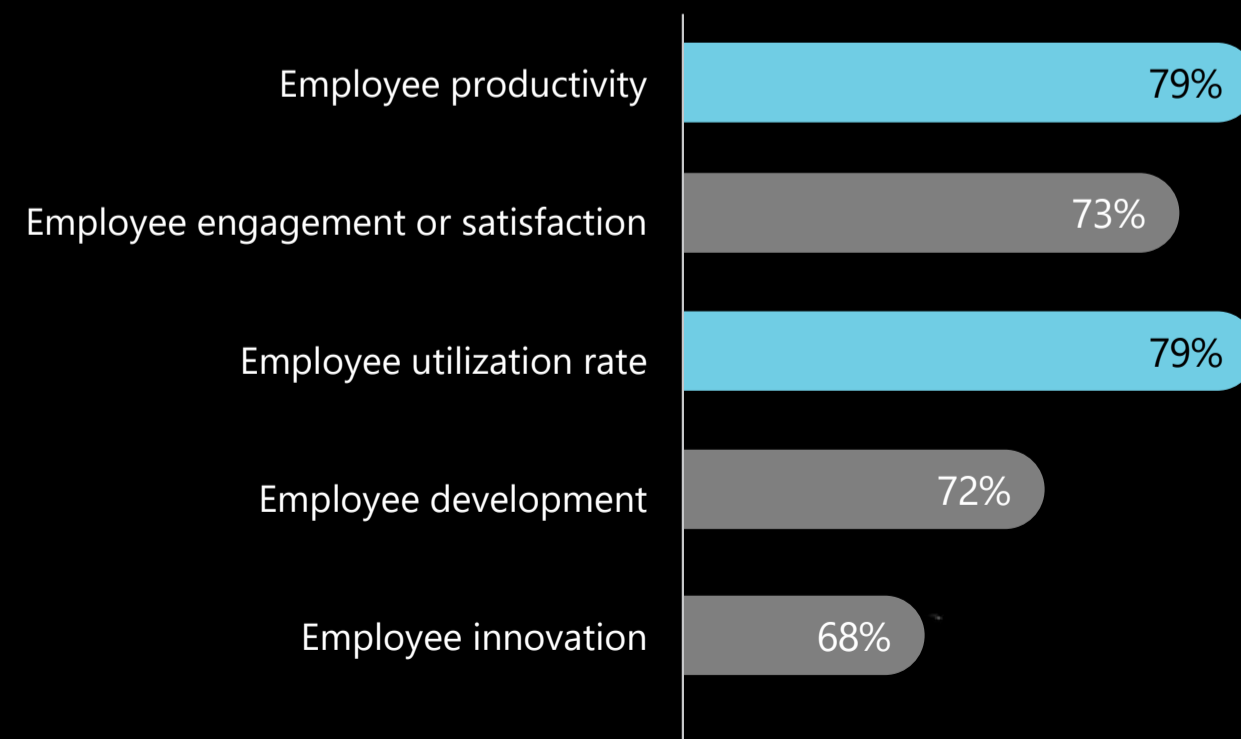 Employee productivity 79%
Employee engagement or satisfaction 73%
Employee utilization rate 79%
Employee development 72%
Employee innovation 68%